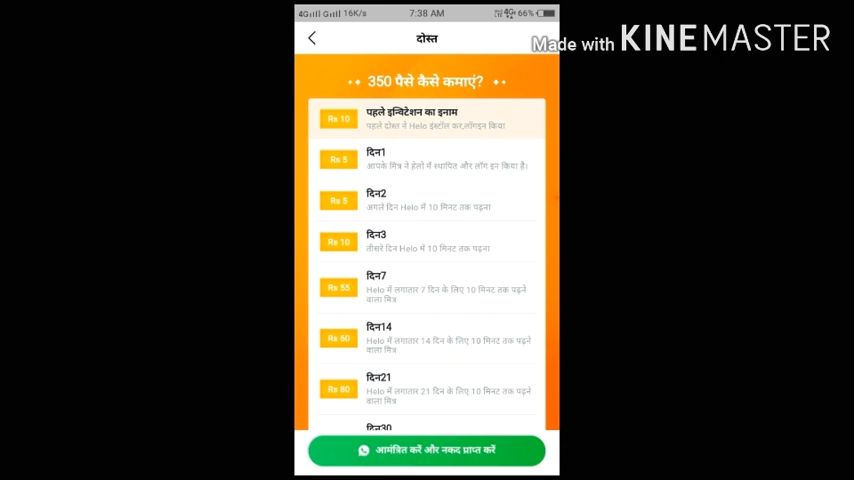 4G 4G 16K/s 7:38 AM 4G 66%
दोस्त
Made with KINEMASTER
350 पैसे कैसे कमाएं?
Rs 10 पहले इन्विटेशन का इनाम
पहले दोस्त ने Helo इंस्टॉल कर,लॉगइन किया
Rs 5 दिन1
आपके मित्र ने हेलो में स्थापित और लॉग इन किया है।
Rs 5 दिन2
अगले दिन Helo में 10 मिनट तक पढ़ना
Rs 10 दिन3
तीसरे दिन Helo में 10 मिनट तक पढ़ना
Rs 55 दिन7
Helo में लगातार 7 दिन के लिए 10 मिनट तक पढ़ने
वाला मित्र
Rs 60 दिन14
Helo में लगातार 14 दिन के लिए 10 मिनट तक पढ़ने
वाला मित्र
Rs 80 दिन21
Helo में लगातार 21 दिन के लिए 10 मिनट तक पढ़ने
वाला मित्र
दिन30
आमंत्रित करें और नकद प्राप्त करें